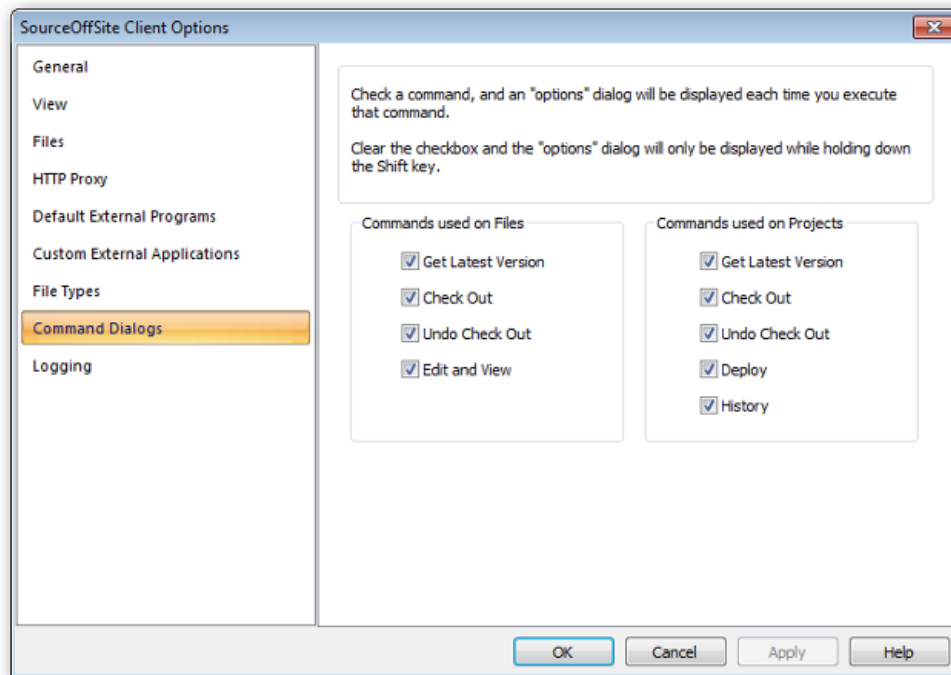 SourceOffSite Client Options
General
View
Files
HTTP Proxy
Default External Programs
Custom External Applications
File Types
Command Dialogs
Logging
Check a command, and an "options" dialog will be displayed each time you execute
that command.
Clear the checkbox and the "options" dialog will only be displayed while holding down
the Shift key.
Commands used on Files
Get Latest Version
Check Out
Undo Check Out
Edit and View
Commands used on Projects
Get Latest Version
Check Out
Undo Check Out
Deploy
History
OK
Cancel
Apply
Help